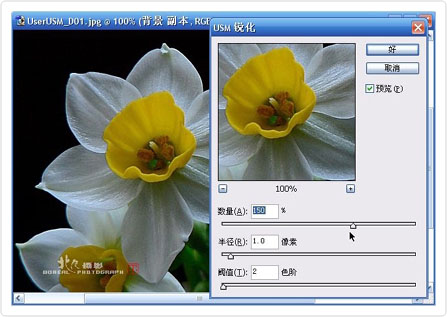 UserUSM_D01.jpg @ 100% (背景 副本, RGB
USM 锐化
好
取消
预览(P)
100%
数量(A): 150 %
半径(R): 1.0 像素
阈值(T): 2 色阶
摄影
BOREAL PHOTOGRAPH